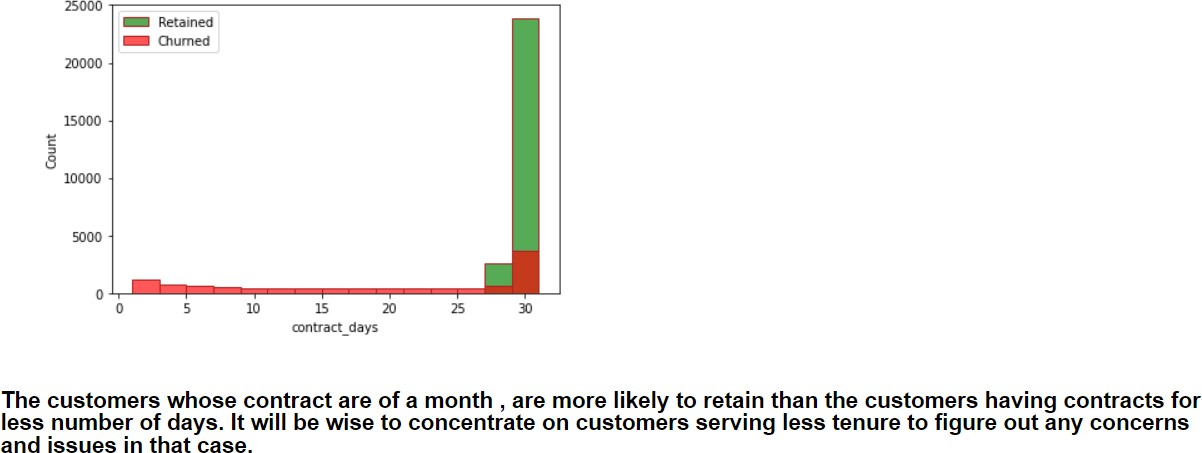 25000
Retained
Churned
20000
15000
Count
10000
5000
0
0 5 10 15 20 25 30
contract_days
The customers whose contract are of a month , are more likely to retain than the customers having contracts for
less number of days. It will be wise to concentrate on customers serving less tenure to figure out any concerns
and issues in that case.